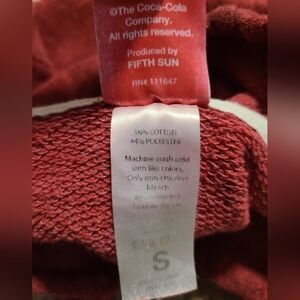 ©The Coca-Cola
Company.
All rights reserved.
Produced by
FIFTH SUN
RN# 111647
56% COTTON
44% POLYESTER
Machine wash cold
with like colors,
Only non-chlorine
bleach
S